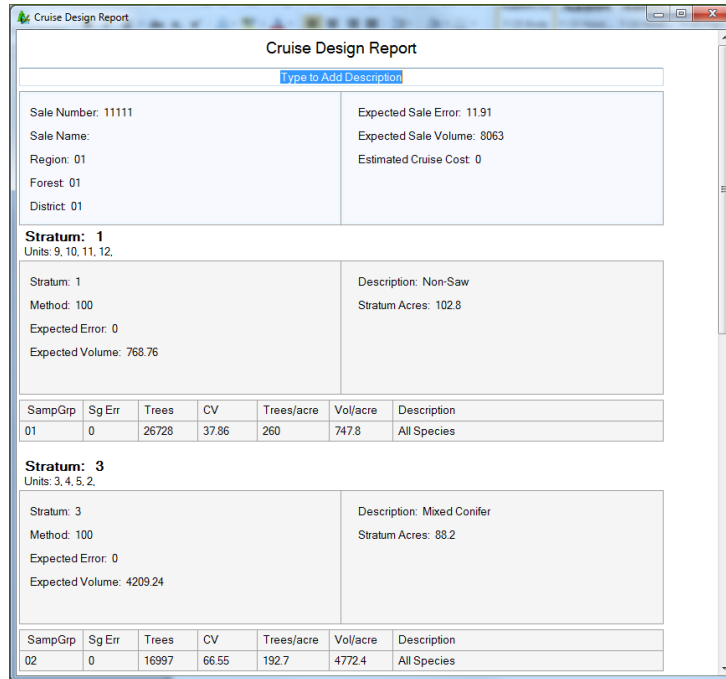 Cruise Design Report
Cruise Design Report
Type to Add Description
Sale Number: 11111
Sale Name:
Region: 01
Forest: 01
District: 01
Expected Sale Error: 11.91
Expected Sale Volume: 8063
Estimated Cruise Cost: 0
Stratum: 1
Units: 9, 10, 11, 12,
Stratum: 1
Method: 100
Expected Error: 0
Expected Volume: 768.76
Description: Non-Saw
Stratum Acres: 102.8
SampGrp Sg Err Trees CV Trees/acre Vol/acre Description
01 0 26728 37.86 260 747.8 All Species
Stratum: 3
Units: 3, 4, 5, 2,
Stratum: 3
Method: 100
Expected Error: 0
Expected Volume: 4209.24
Description: Mixed Conifer
Stratum Acres: 88.2
SampGrp Sg Err Trees CV Trees/acre Vol/acre Description
02 0 16997 66.55 192.7 4772.4 All Species